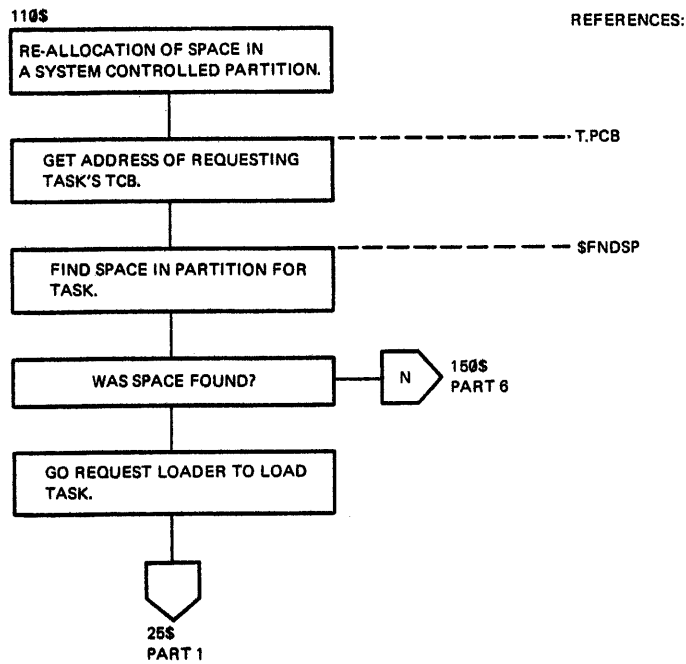 110$
REFERENCES:
RE-ALLOCATION OF SPACE IN
A SYSTEM CONTROLLED PARTITION.
T.PCB
GET ADDRESS OF REQUESTING
TASK'S TCB.
$FNDSP
FIND SPACE IN PARTITION FOR
TASK.
WAS SPACE FOUND?
N
150$
PART 6
GO REQUEST LOADER TO LOAD
TASK.
25$
PART 1